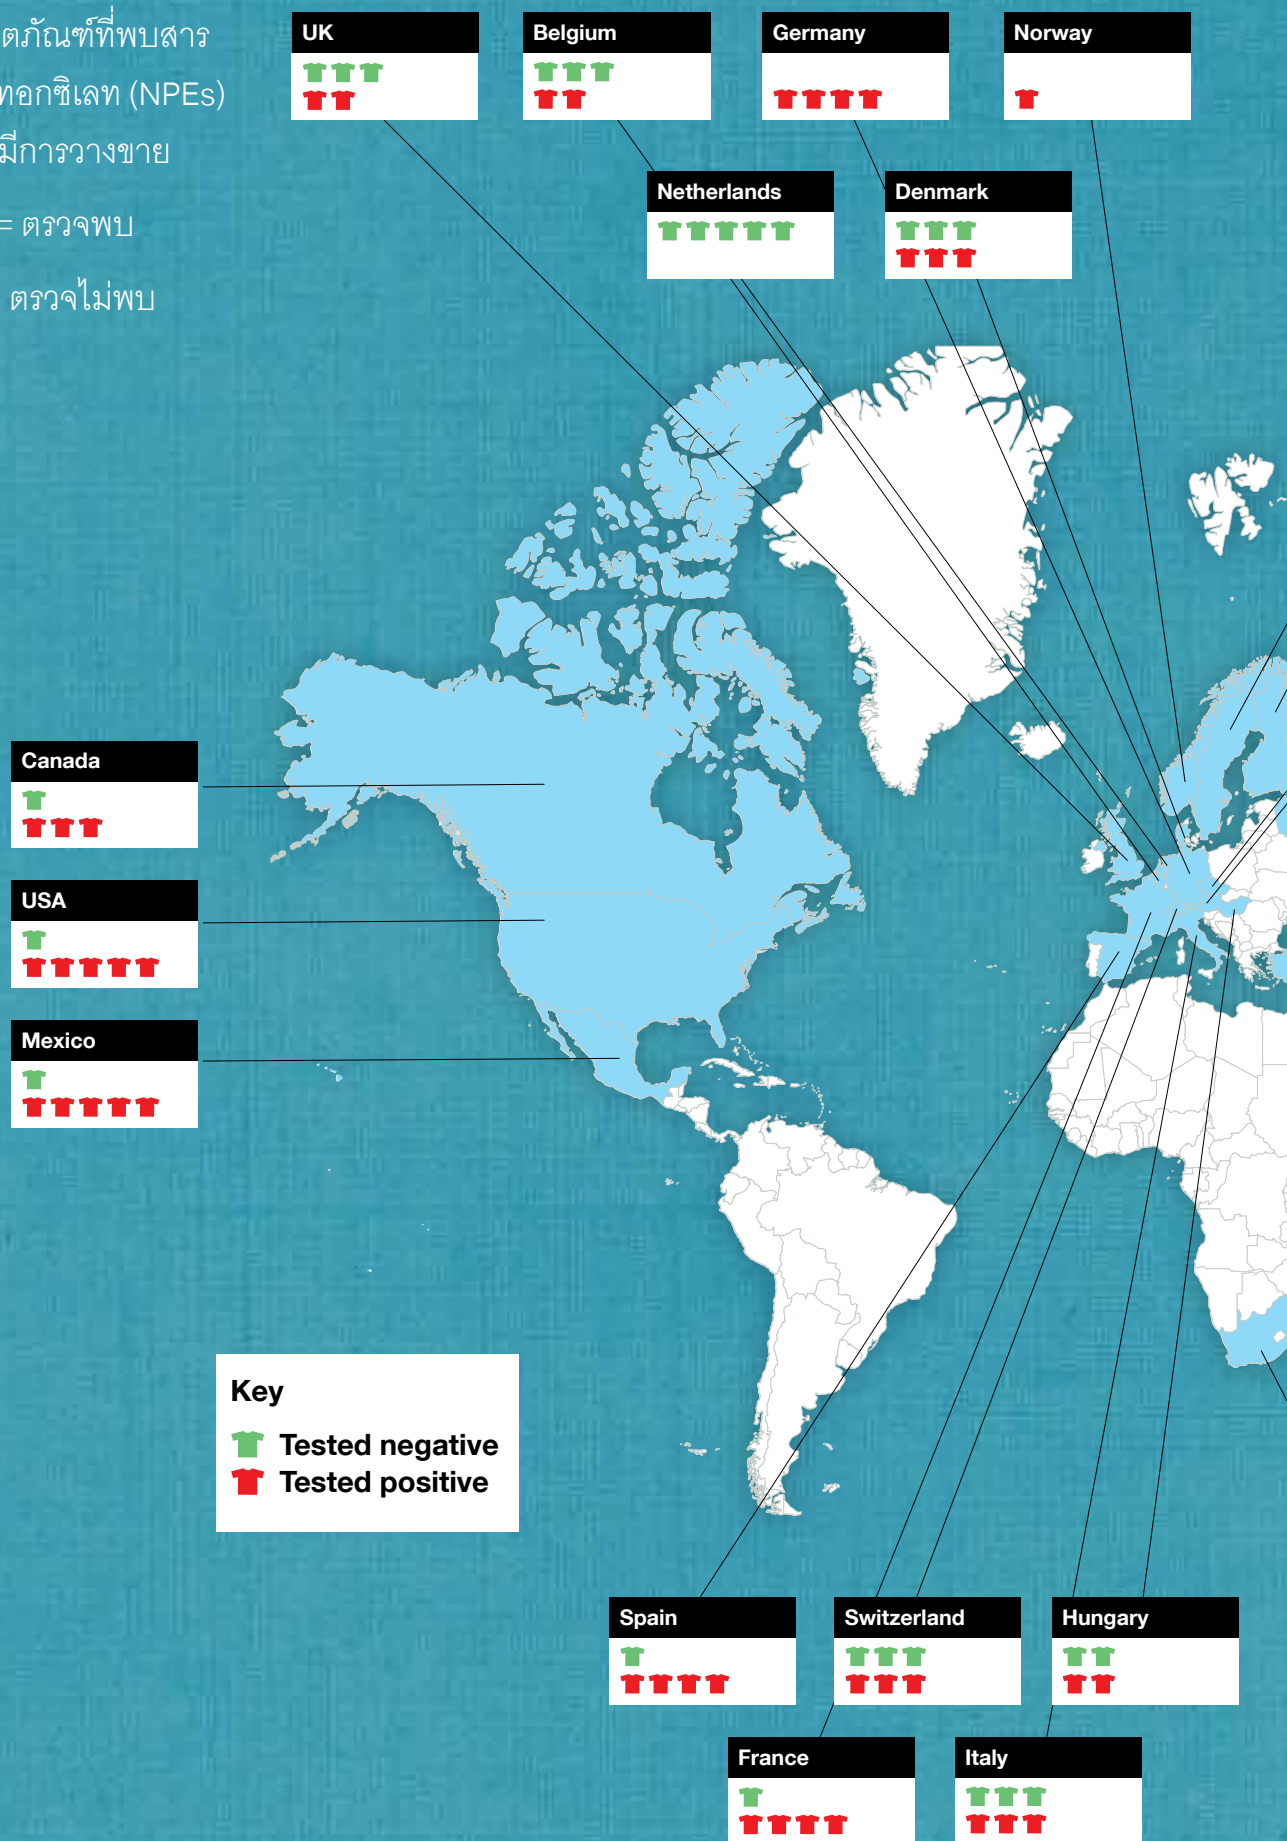 ตภัณฑ์ที่พบสาร
ทอกซิเลท (NPEs)
มีการวางขาย
= ตรวจพบ
ตรวจไม่พบ
UK
Belgium
Germany
Norway
Netherlands
Denmark
Canada
USA
Mexico
Key
Tested negative
Tested positive
Spain
Switzerland
Hungary
France
Italy